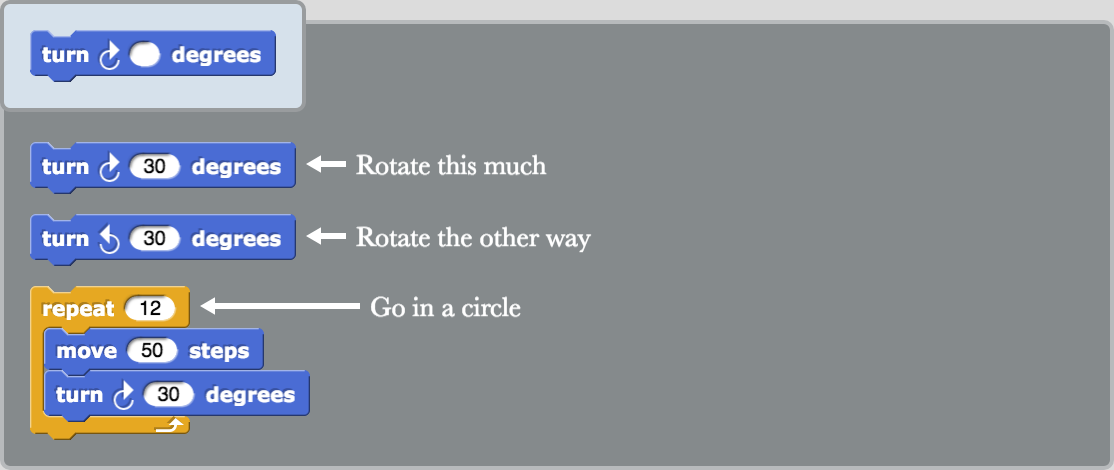 turn degrees
turn 30 degrees Rotate this much
turn 30 degrees Rotate the other way
repeat 12 Go in a circle
move 50 steps
turn 30 degrees